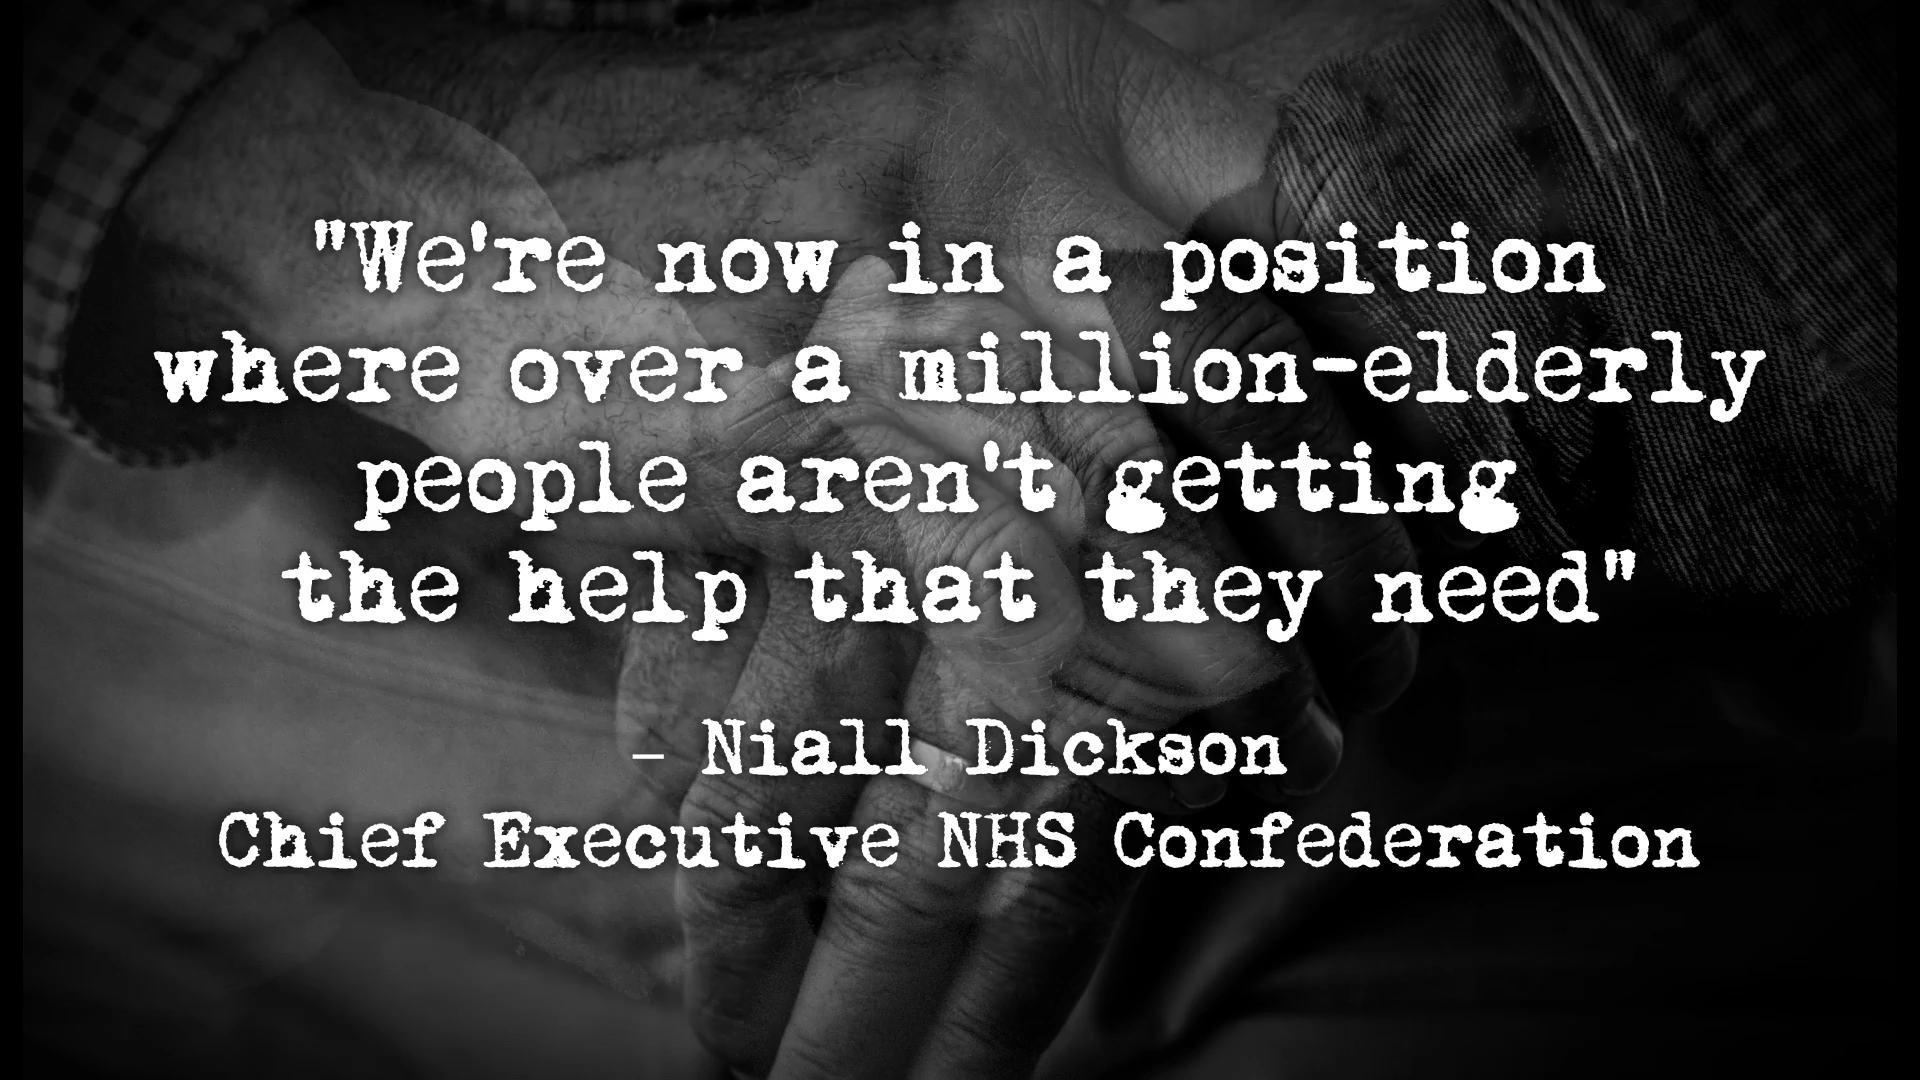 "We're now in a position
where over a million-elderly
people aren't getting
the help that they need"
– Niall Dickson
Chief Executive NHS Confederation